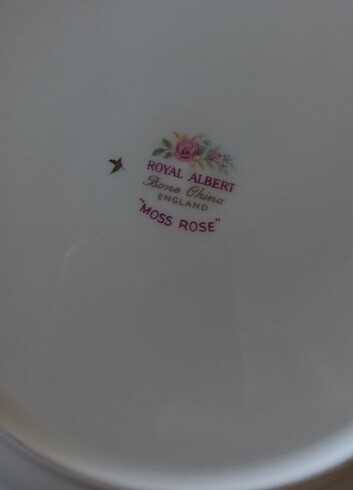 ROYAL ALBERT
Bone China
ENGLAND
"MOSS ROSE"